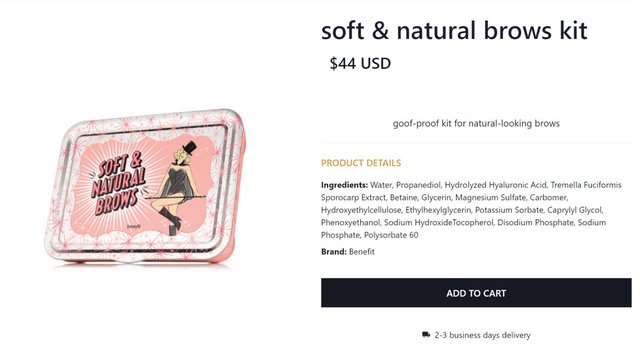 soft & natural brows kit
$44 USD
goof-proof kit for natural-looking brows
PRODUCT DETAILS
Ingredients: Water, Propanediol, Hydrolyzed Hyaluronic Acid, Tremella Fuciformis
Sporocarp Extract, Betaine, Glycerin, Magnesium Sulfate, Carbomer,
Hydroxyethylcellulose, Ethylhexylglycerin, Potassium Sorbate, Caprylyl Glycol,
Phenoxyethanol, Sodium HydroxideTocopherol, Disodium Phosphate, Sodium
Phosphate, Polysorbate 60
Brand: Benefit
ADD TO CART
2-3 business days delivery
SOFT &
NATURAL
BROWS
benefit